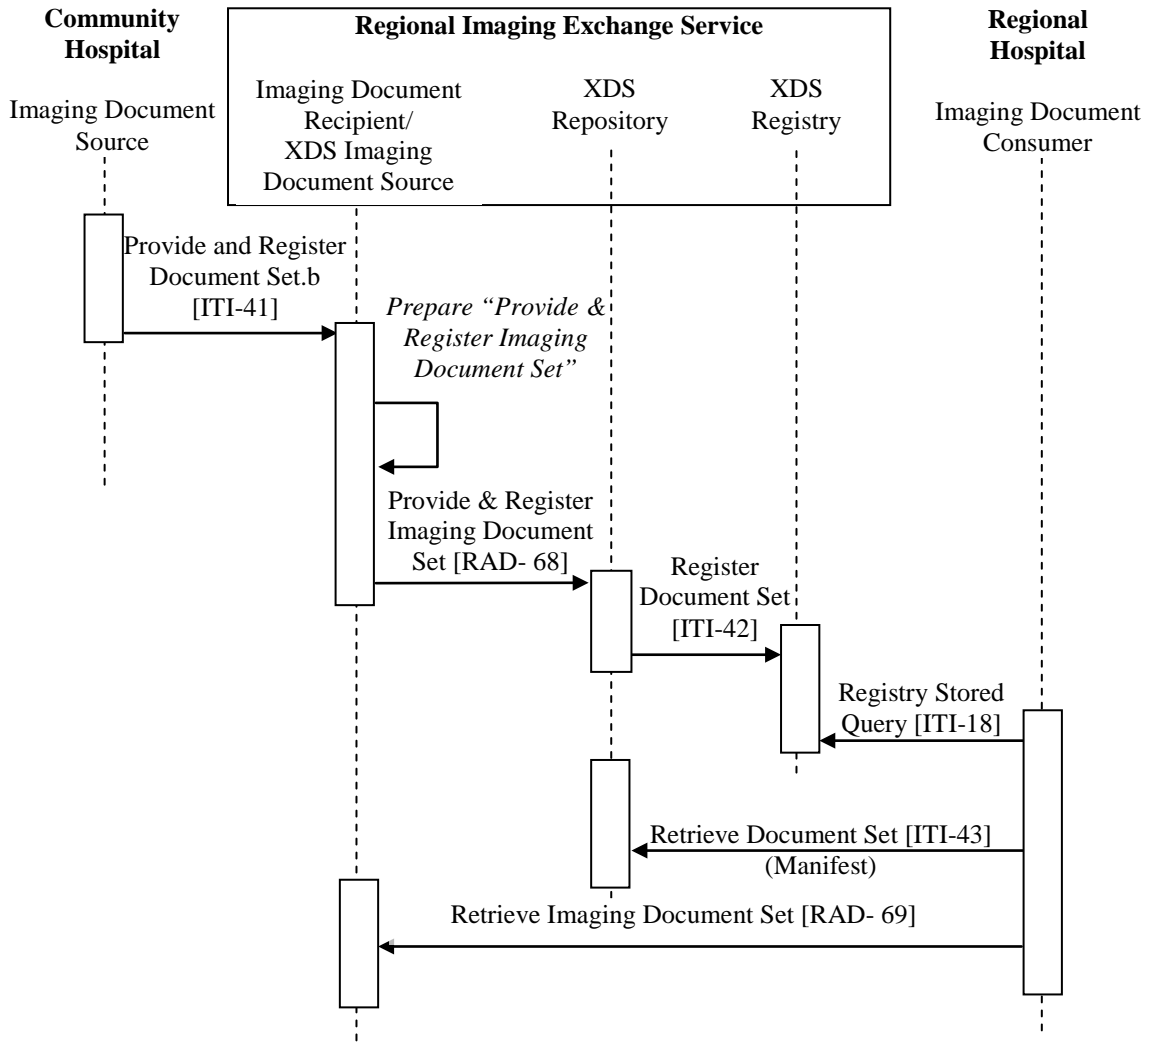 Community
Hospital
Imaging Document
Source
Regional Imaging Exchange Service
Imaging Document
Recipient/
XDS Imaging
Document Source
XDS
Repository
XDS
Registry
Regional
Hospital
Imaging Document
Consumer
Provide and Register
Document Set.b
[ITI-41]
Prepare “Provide &
Register Imaging
Document Set”
Provide & Register
Imaging Document
Set [RAD- 68]
Register
Document Set
[ITI-42]
Registry Stored
Query [ITI-18]
Retrieve Document Set [ITI-43]
(Manifest)
Retrieve Imaging Document Set [RAD- 69]